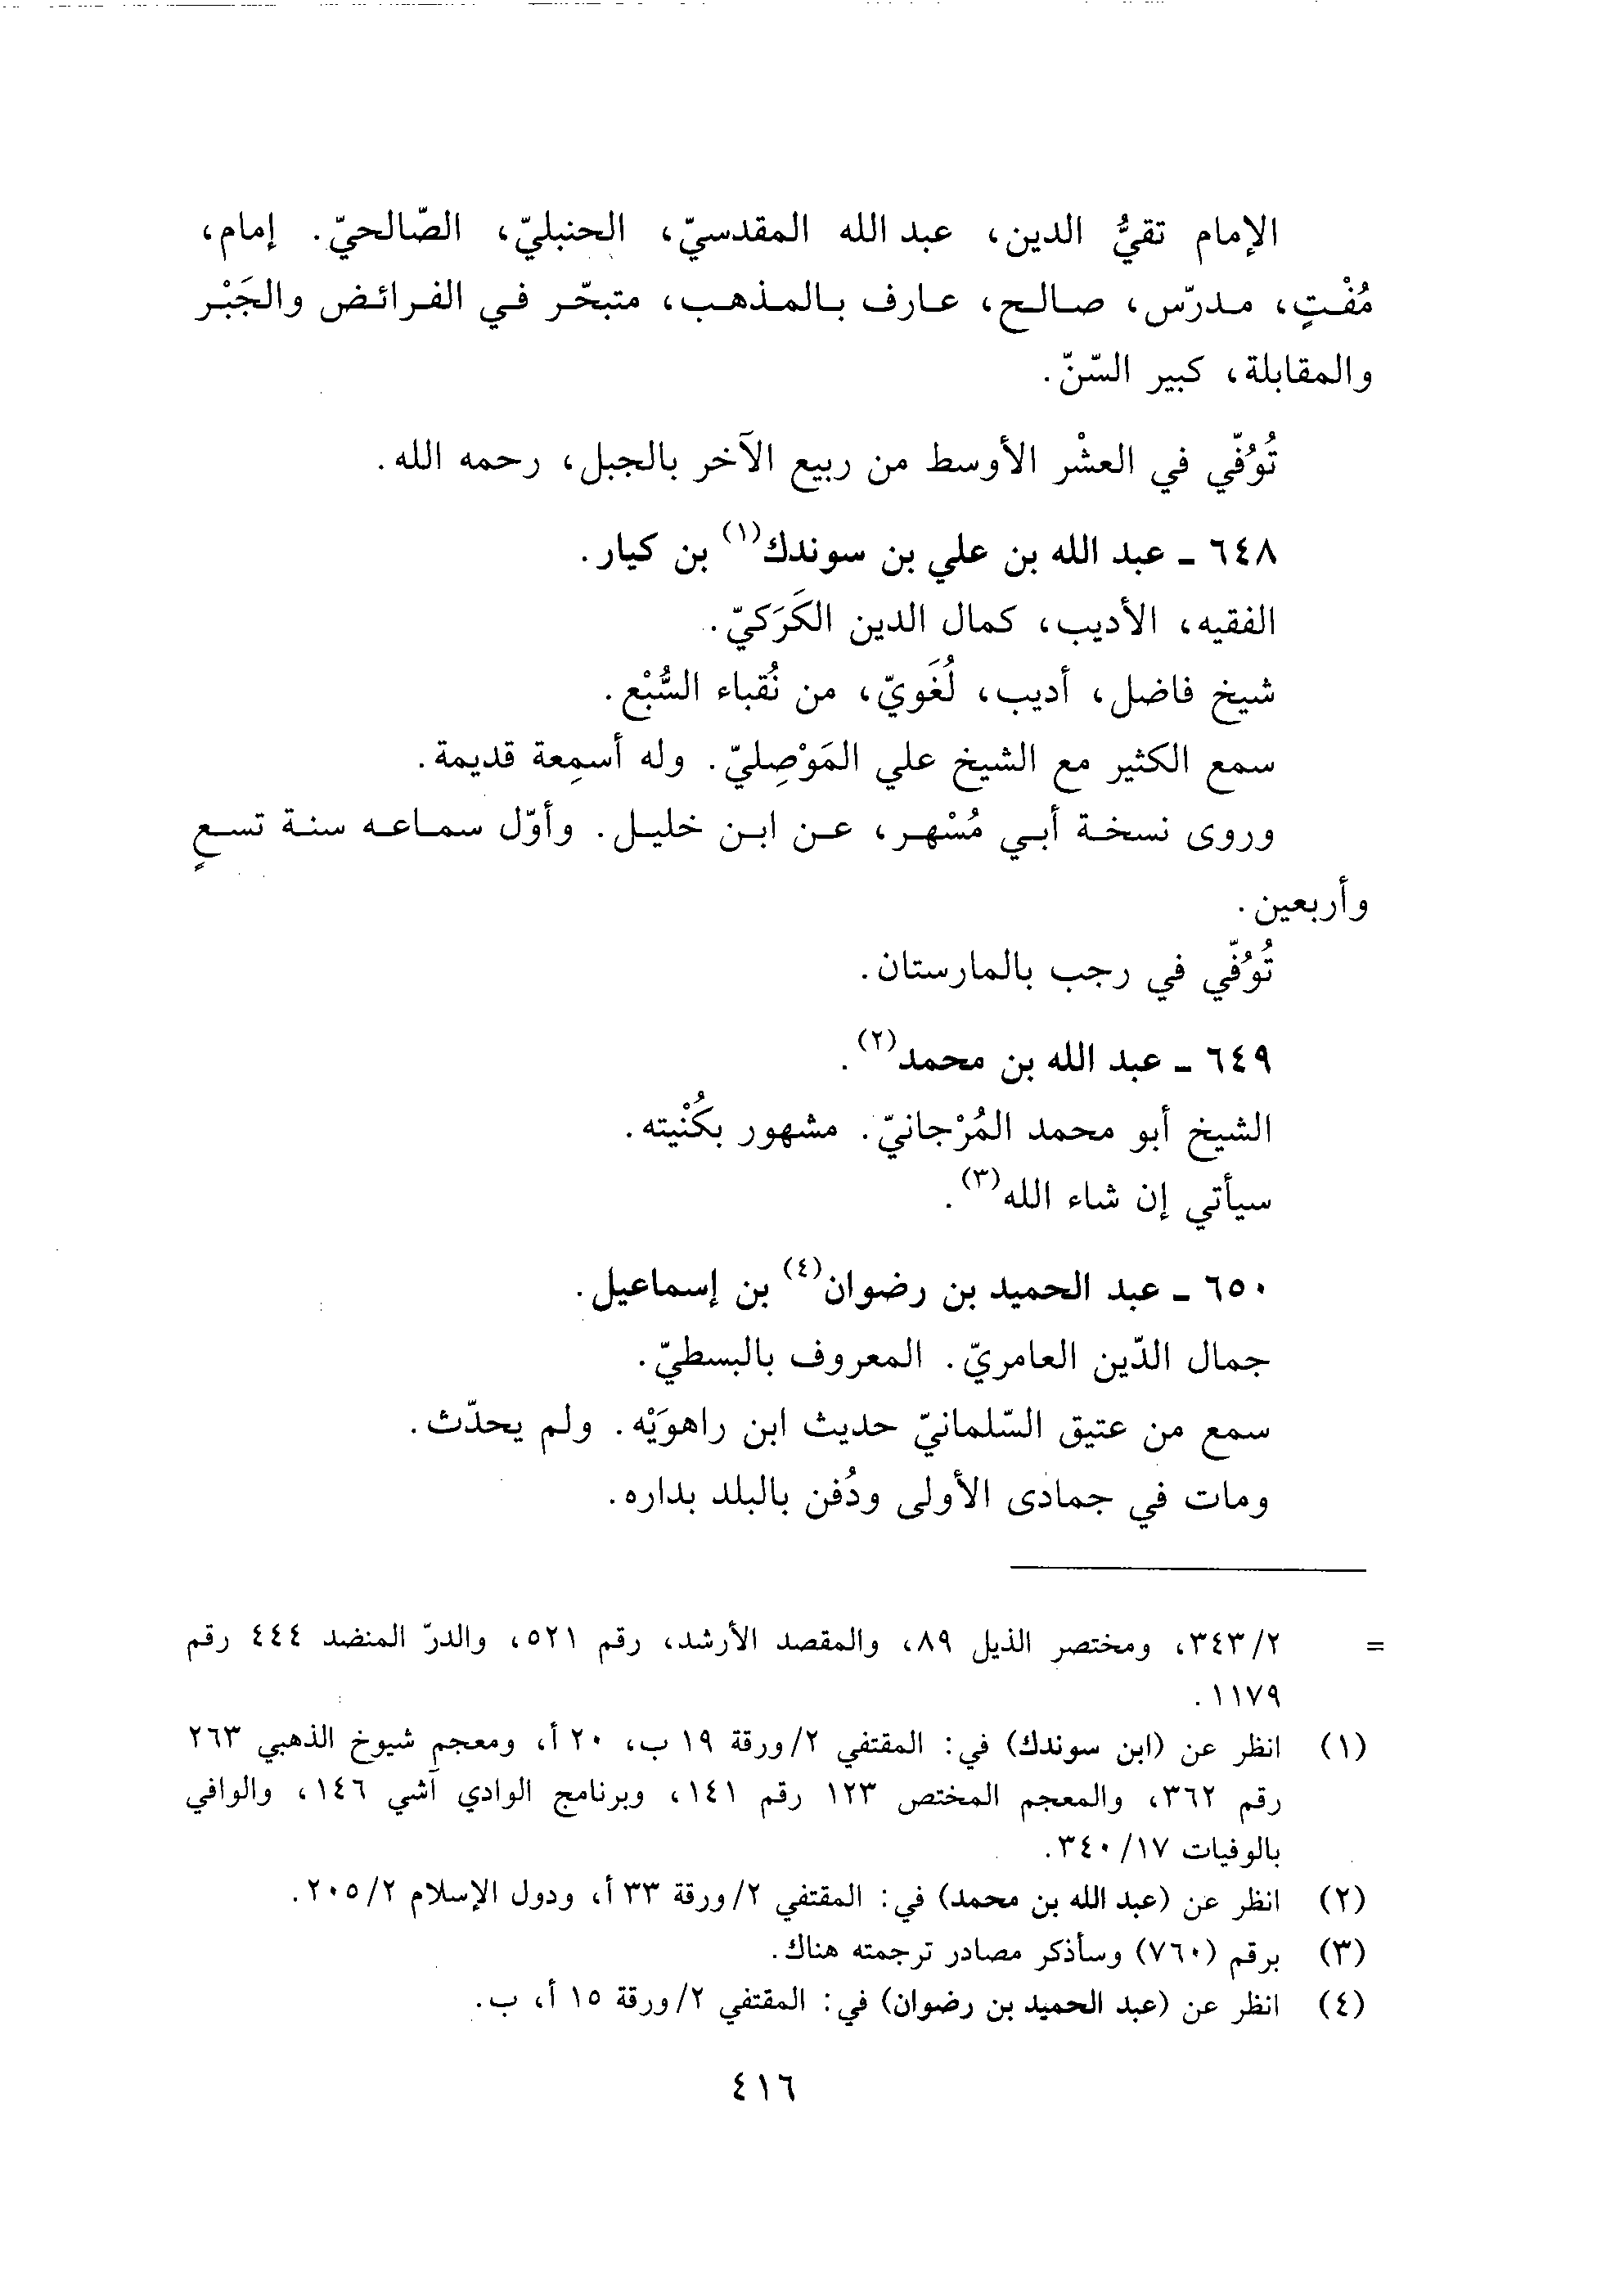 الإمام تقيُّ الدين، عبد الله المقدسيّ، الحنبليّ، الصّالحيّ. إمام،
مُفْتٍ، مدرّس، صالح، عارف بالمذهب، متبحّر في الفرائض والجَبْر
والمقابلة، كبير السّنّ.
تُوُفّي في العشْر الأوسط من ربيع الآخر بالجبل، رحمه الله.
٦٤٨ ـ عبد الله بن علي بن سوندك(١) بن كيار.
الفقيه، الأديب، كمال الدين الكَرَكيّ.
شيخ فاضل، أديب، لُغَويّ، من نُقباء السُّبْع.
سمع الكثير مع الشيخ علي المَوْصِليّ. وله أسمِعة قديمة.
وروى نسخة أبي مُسْهر، عن ابن خليل. وأوّل سماعه سنة تسعٍ
وأربعين.
تُوُفّي في رجب بالمارستان.
٦٤٩ ـ عبد الله بن محمد(٢).
الشيخ أبو محمد المُرْجانيّ. مشهور بكُنْيته.
سيأتي إن شاء الله(٣).
٦٥٠ ـ عبد الحميد بن رضوان(٤) بن إسماعيل.
جمال الدّين العامريّ. المعروف بالبسطيّ.
سمع من عتيق السّلمانيّ حديث ابن راهوَيْه. ولم يحدّث.
ومات في جمادى الأولى ودُفن بالبلد بداره.
= ٣٤٣/٢، ومختصر الذيل ٨٩، والمقصد الأرشد، رقم ٥٢١، والدرّ المنضد ٤٤٤ رقم
١١٧٩.
(١) انظر عن (ابن سوندك) في: المقتفي ٢/ورقة ١٩ ب، ٢٠ أ، ومعجم شيوخ الذهبي ٢٦٣
رقم ٣٦٢، والمعجم المختص ١٢٣ رقم ١٤١، وبرنامج الوادي آشي ١٤٦، والوافي
بالوفيات ٣٤٠/١٧.
(٢) انظر عن (عبد الله بن محمد) في: المقتفي ٢/ورقة ٣٣ أ، ودول الإسلام ٢٠٥/٢.
(٣) برقم (٧٦٠) وسأذكر مصادر ترجمته هناك.
(٤) انظر عن (عبد الحميد بن رضوان) في: المقتفي ٢/ورقة ١٥ أ، ب.
٤١٦